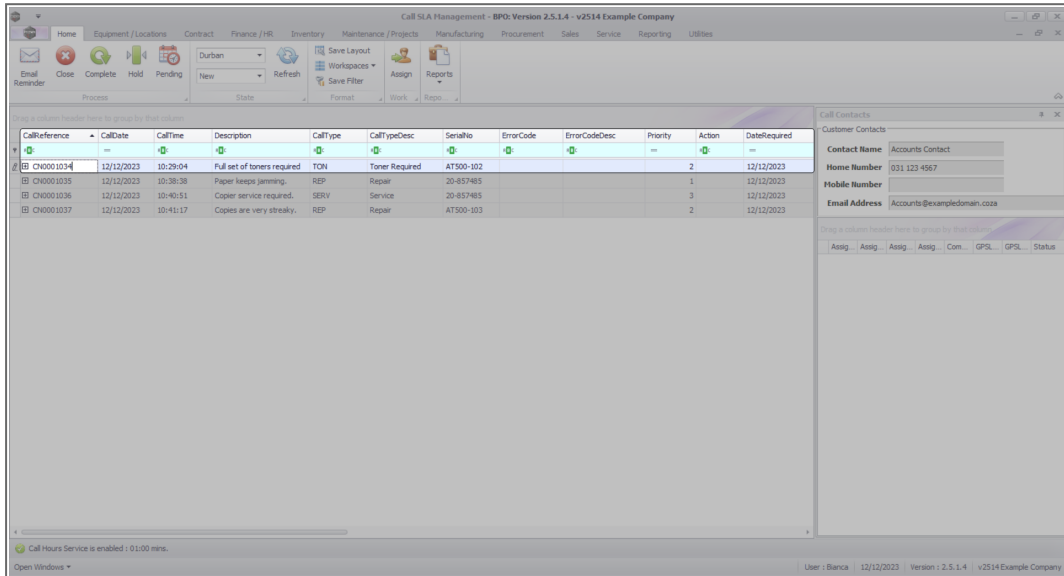 Call SLA Management - BPO: Version 2.5.1.4 - v2514 Example Company
Home Equipment / Locations Contract Finance / HR Inventory Maintenance / Projects Manufacturing Procurement Sales Service Reporting Utilities
Email Reminder Close Complete Hold Pending
Durban
New
Refresh
Save Layout
Workspaces
Save Filter
Assign
Reports
Process State Format Work Repo...
Drag a column header here to group by that column
CallReference CallDate CallTime Description CallType CallTypeDesc SerialNo ErrorCode ErrorCodeDesc Priority Action DateRequired
CN0001034 12/12/2023 10:29:04 Full set of toners required TON Toner Required AT500-102 2 12/12/2023
CN0001035 12/12/2023 10:38:38 Paper keeps jamming. REP Repair 20-857485 1 12/12/2023
CN0001036 12/12/2023 10:40:51 Copier service required. SERV Service 20-857485 3 12/12/2023
CN0001037 12/12/2023 10:41:17 Copies are very streaky. REP Repair AT500-103 2 12/12/2023
Call Contacts
Customer Contacts
Contact Name Accounts Contact
Home Number 031 123 4567
Mobile Number
Email Address Accounts@exampledomain.coza
Drag a column header here to group by that column
Assig... Assig... Assig... Assig... Com... GPSL... GPSL... Status
Call Hours Service is enabled : 01:00 mins.
Open Windows
User : Bianca 12/12/2023 Version : 2.5.1.4 v2514 Example Company